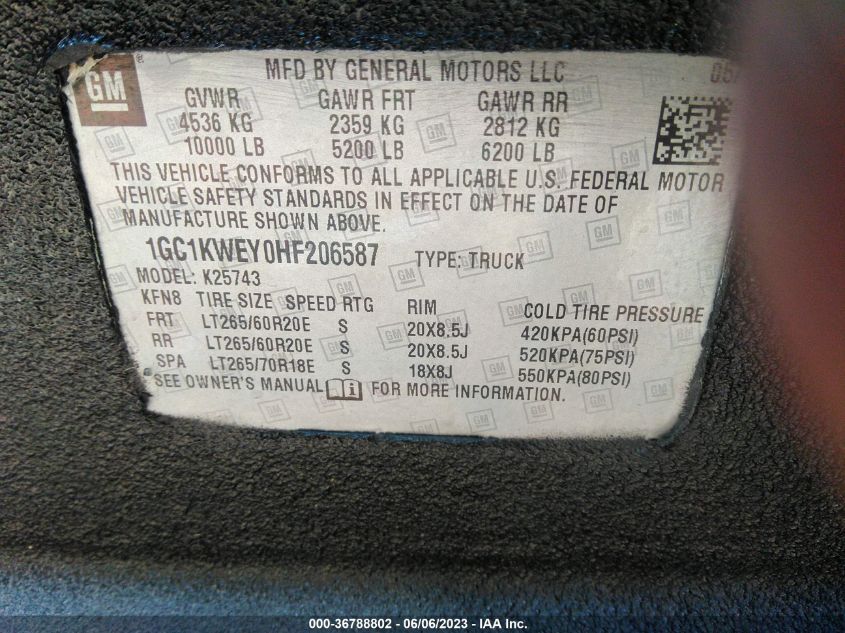 GM MFD BY GENERAL MOTORS LLC
GVWR GAWR FRT GAWR RR
4536 KG 2359 KG 2812 KG
10000 LB 5200 LB 6200 LB
THIS VEHICLE CONFORMS TO ALL APPLICABLE U.S. FEDERAL MOTOR
VEHICLE SAFETY STANDARDS IN EFFECT ON THE DATE OF
MANUFACTURE SHOWN ABOVE.
1GC1KWEY0HF206587 TYPE: TRUCK
MODEL: K25743
KFN8 TIRE SIZE SPEED RTG RIM COLD TIRE PRESSURE
FRT LT265/60R20E S 20X8.5J 420KPA(60PSI)
RR LT265/60R20E S 20X8.5J 520KPA(75PSI)
SPA LT265/70R18E S 18X8J 550KPA(80PSI)
SEE OWNER'S MANUAL FOR MORE INFORMATION.
000-36788802 - 06/06/2023 - IAA Inc.